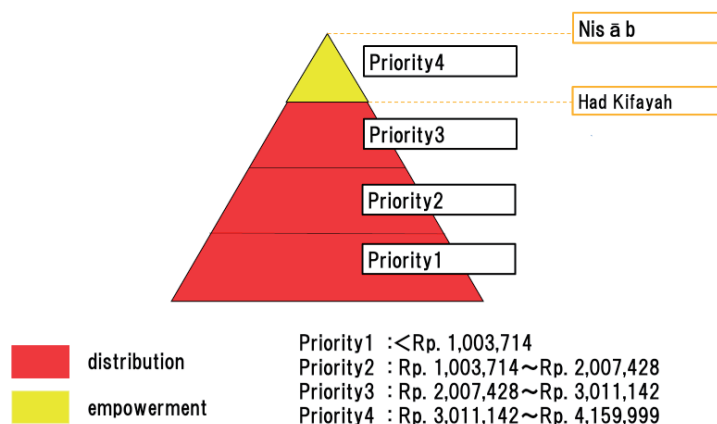 Nisāb
Priority4
Had Kifayah
Priority3
Priority2
Priority1
distribution
empowerment
Priority1 :<Rp. 1,003,714
Priority2 : Rp. 1,003,714~Rp. 2,007,428
Priority3 : Rp. 2,007,428~Rp. 3,011,142
Priority4 : Rp. 3,011,142~Rp. 4,159,999